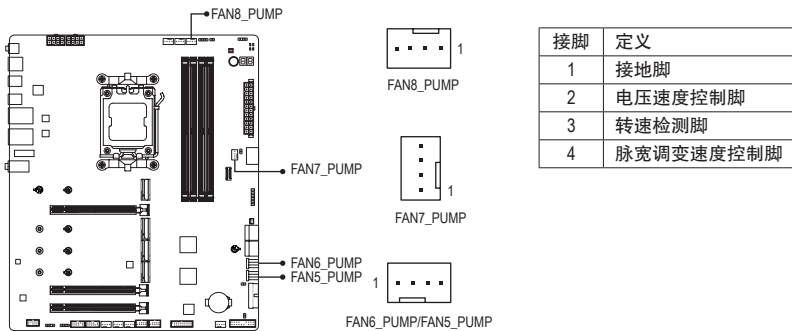 FAN8_PUMP
FAN7_PUMP
FAN6_PUMP
FAN5_PUMP
1
FAN8_PUMP
1
FAN7_PUMP
1
FAN6_PUMP/FAN5_PUMP
接脚 定义
1 接地脚
2 电压速度控制脚
3 转速检测脚
4 脉宽调变速度控制脚